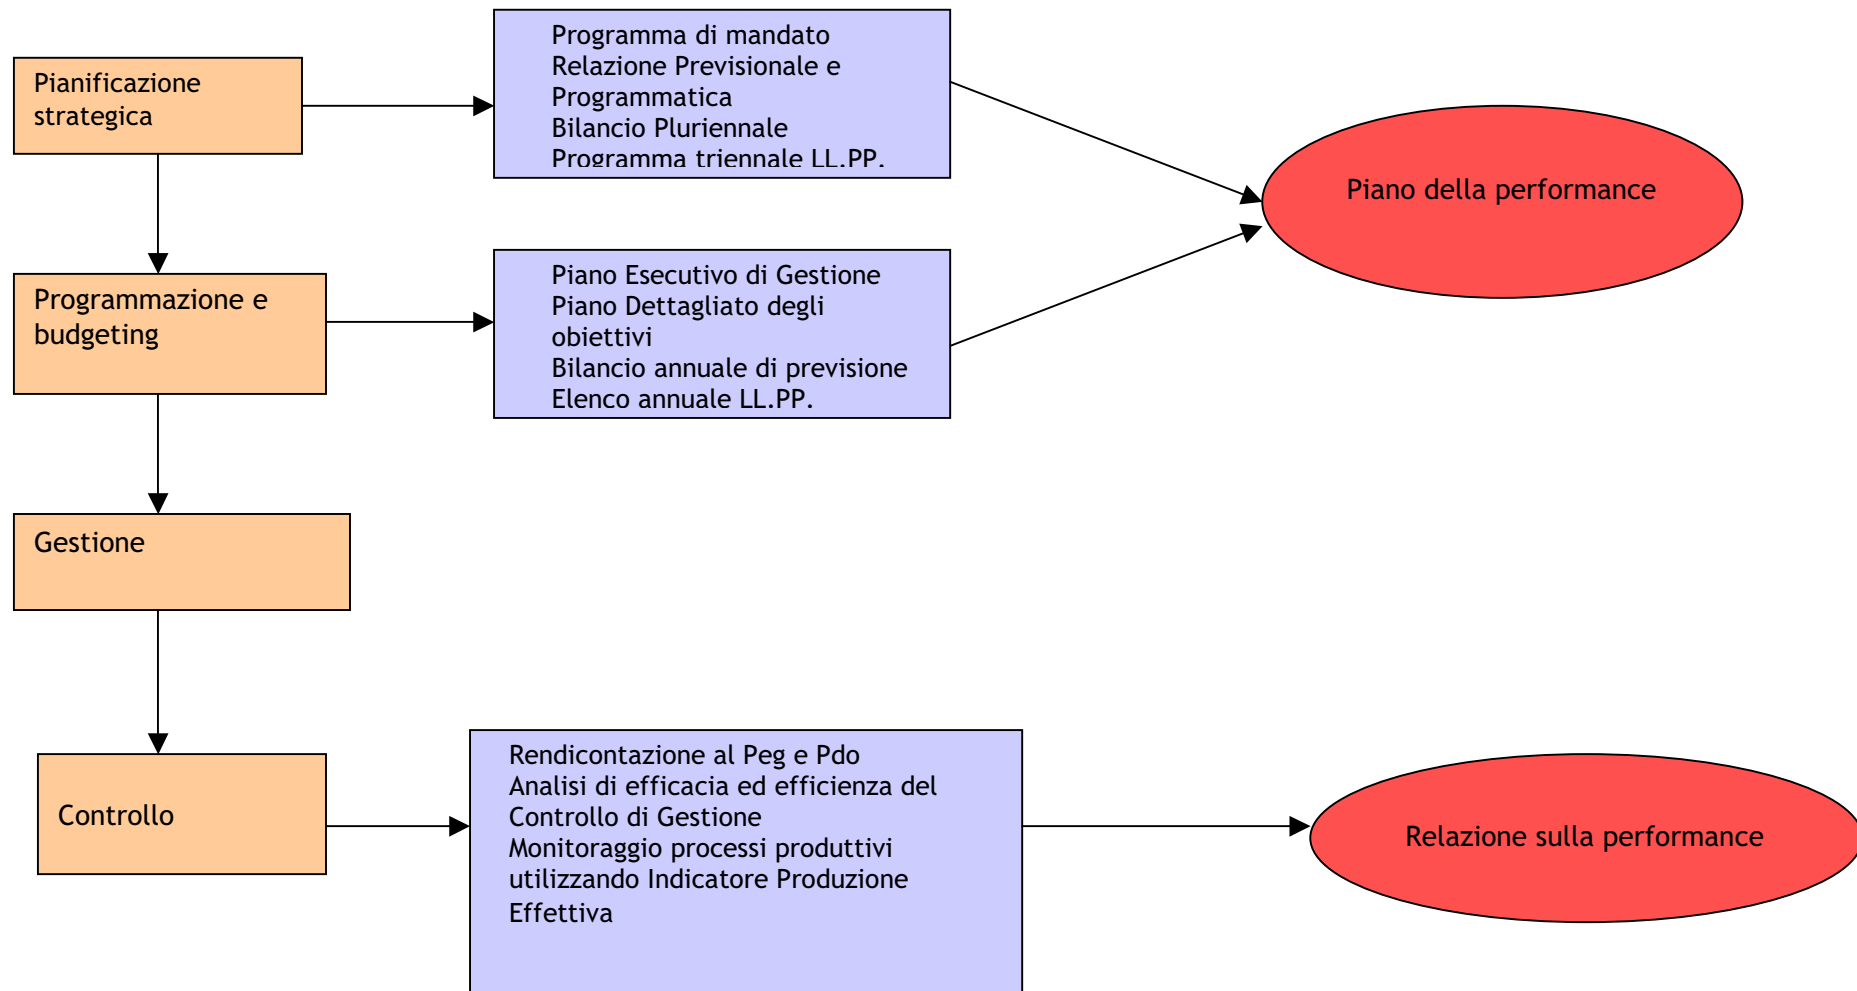 Pianificazione
strategica
Programma di mandato
Relazione Previsionale e
Programmatica
Bilancio Pluriennale
Programma triennale LL.PP.
Piano della performance
Programmazione e
budgeting
Piano Esecutivo di Gestione
Piano Dettagliato degli
obiettivi
Bilancio annuale di previsione
Elenco annuale LL.PP.
Gestione
Controllo
Rendicontazione al Peg e Pdo
Analisi di efficacia ed efficienza del
Controllo di Gestione
Monitoraggio processi produttivi
utilizzando Indicatore Produzione
Effettiva
Relazione sulla performance